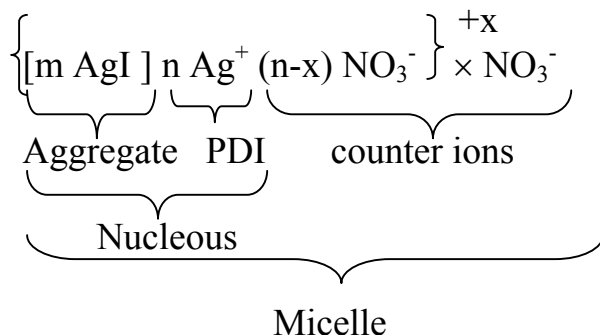 +x
{[m AgI ] n Ag⁺ (n-x) NO₃⁻} × NO₃⁻
Aggregate PDI counter ions
Nucleous
Micelle